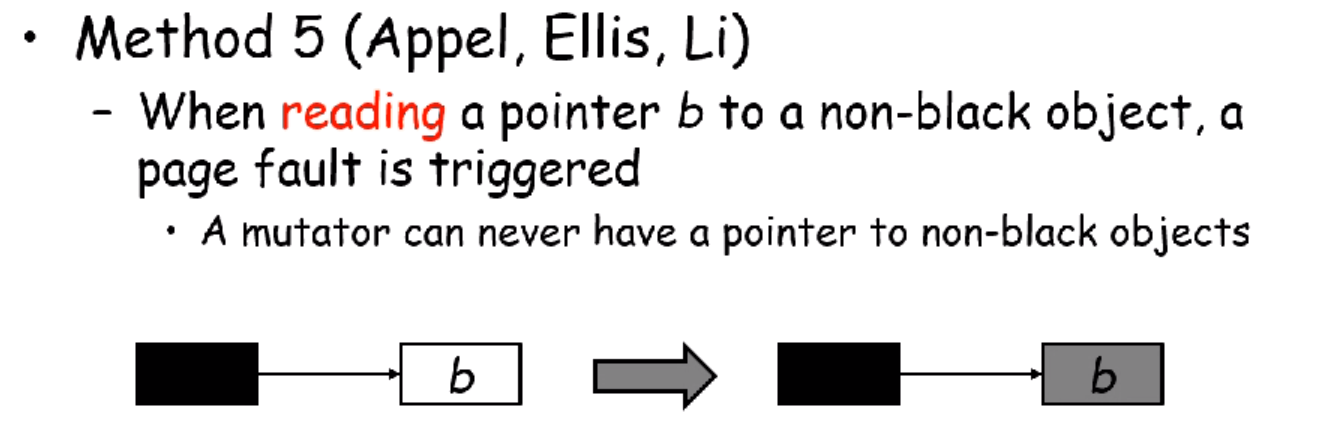 • Method 5 (Appel, Ellis, Li)
– When reading a pointer b to a non-black object, a
page fault is triggered
• A mutator can never have a pointer to non-black objects
b b